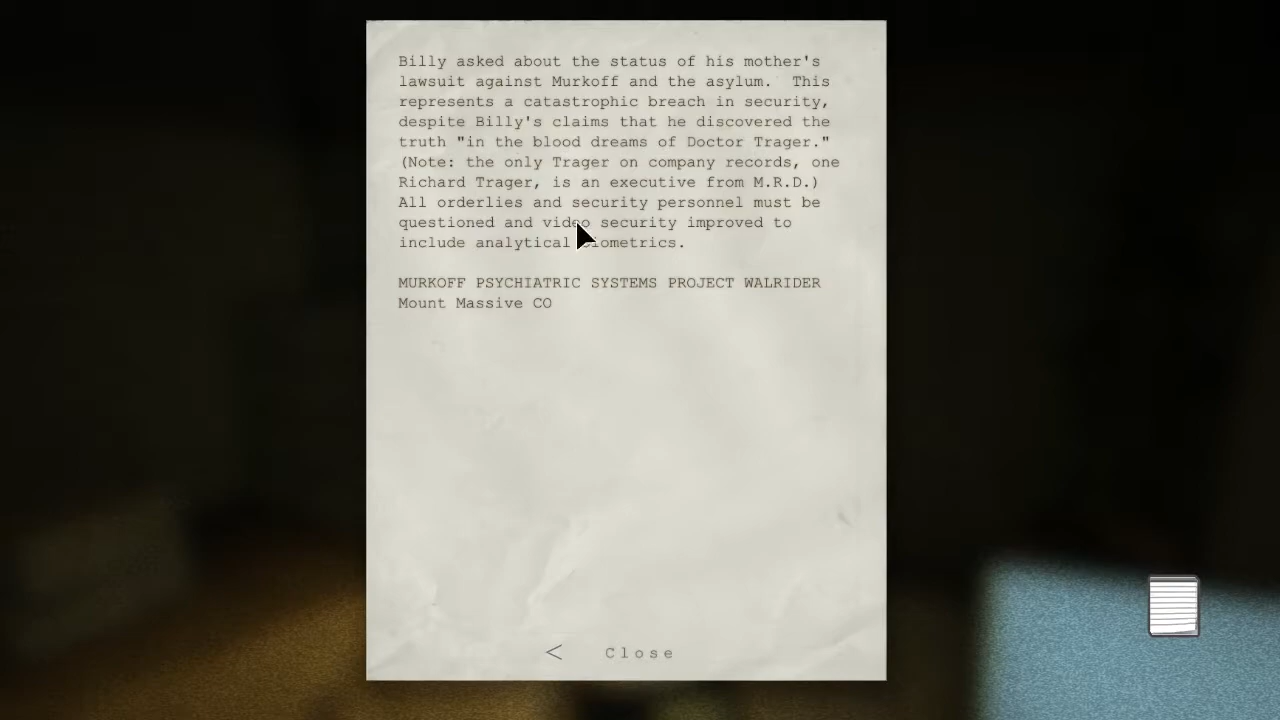 Billy asked about the status of his mother's
lawsuit against Murkoff and the asylum.  This
represents a catastrophic breach in security,
despite Billy's claims that he discovered the
truth "in the blood dreams of Doctor Trager."
(Note: the only Trager on company records, one
Richard Trager, is an executive from M.R.D.)
All orderlies and security personnel must be
questioned and video security improved to
include analytical biometrics.
MURKOFF PSYCHIATRIC SYSTEMS PROJECT WALRIDER
Mount Massive CO
< Close